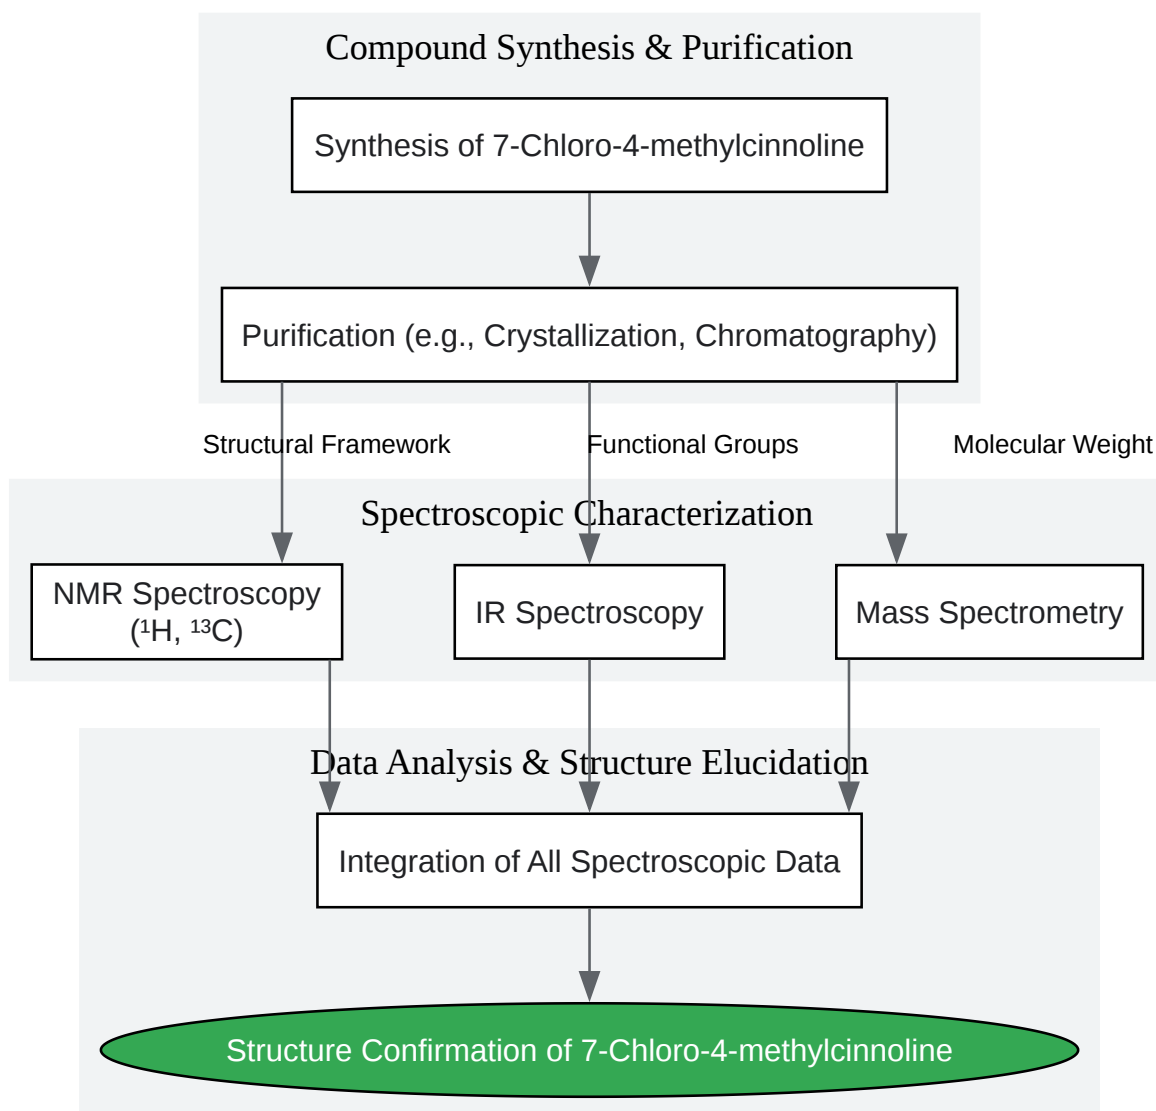 Compound Synthesis & Purification
Synthesis of 7-Chloro-4-methylcinnoline
Purification (e.g., Crystallization, Chromatography)
Structural Framework
Functional Groups
Molecular Weight
Spectroscopic Characterization
NMR Spectroscopy
(¹H, ¹³C)
IR Spectroscopy
Mass Spectrometry
Data Analysis & Structure Elucidation
Integration of All Spectroscopic Data
Structure Confirmation of 7-Chloro-4-methylcinnoline